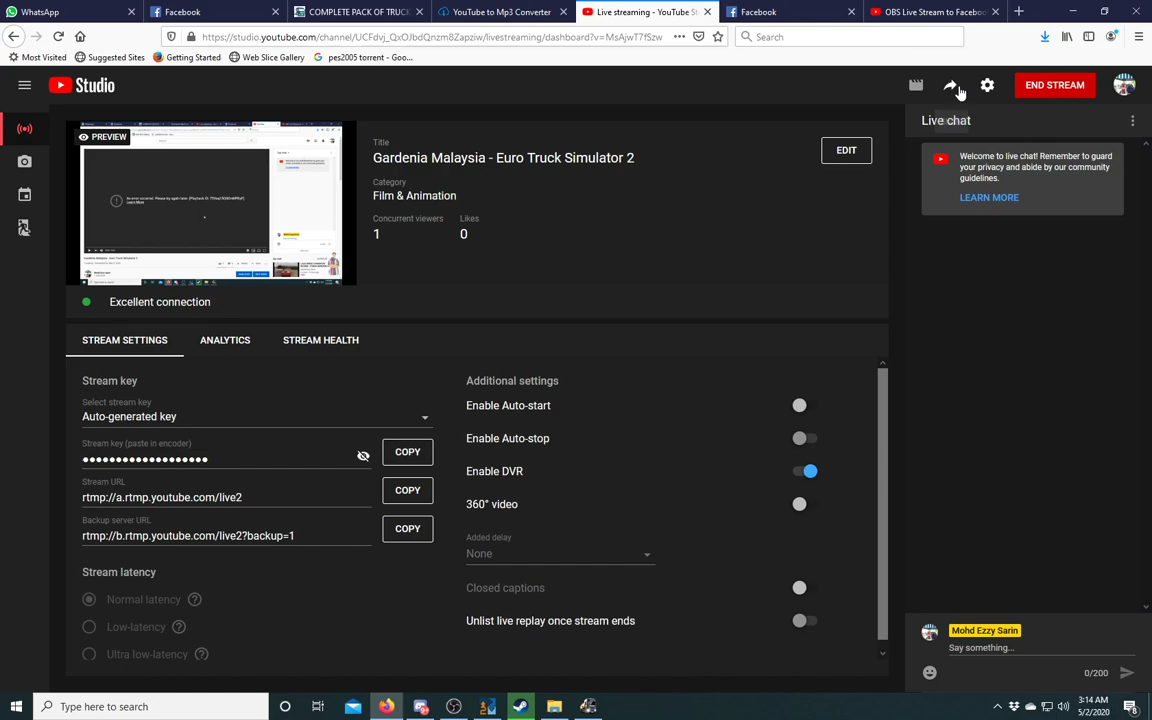 WhatsApp
Facebook
COMPLETE PACK OF TRUC
YouTube to Mp3 Converter
Live streaming - YouTube S
Facebook
OBS Live Stream to Facebo
https://studio.youtube.com/channel/UCFdvj_QxOJbdQnzm8Zapziw/livestreaming/dashboard?v=MsAjwT7fSzw
Search
Most Visited
Suggested Sites
Getting Started
Web Slice Gallery
pes2005 torrent - Goo...
Studio
END STREAM
PREVIEW
Title
Gardenia Malaysia - Euro Truck Simulator 2
EDIT
Category
Film & Animation
Concurrent viewers
Likes
1
0
Excellent connection
Live chat
Welcome to live chat! Remember to guard
your privacy and abide by our community
guidelines.
LEARN MORE
STREAM SETTINGS
ANALYTICS
STREAM HEALTH
Stream key
Select stream key
Auto-generated key
Stream key (paste in encoder)
COPY
Stream URL
rtmp://a.rtmp.youtube.com/live2
COPY
Backup server URL
rtmp://b.rtmp.youtube.com/live2?backup=1
COPY
Stream latency
Normal latency
Low-latency
Ultra low-latency
Additional settings
Enable Auto-start
Enable Auto-stop
Enable DVR
360° video
Added delay
None
Closed captions
Unlist live replay once stream ends
Mohd Ezzy Sarin
Say something...
0/200
Type here to search
3:14 AM
5/2/2020
8